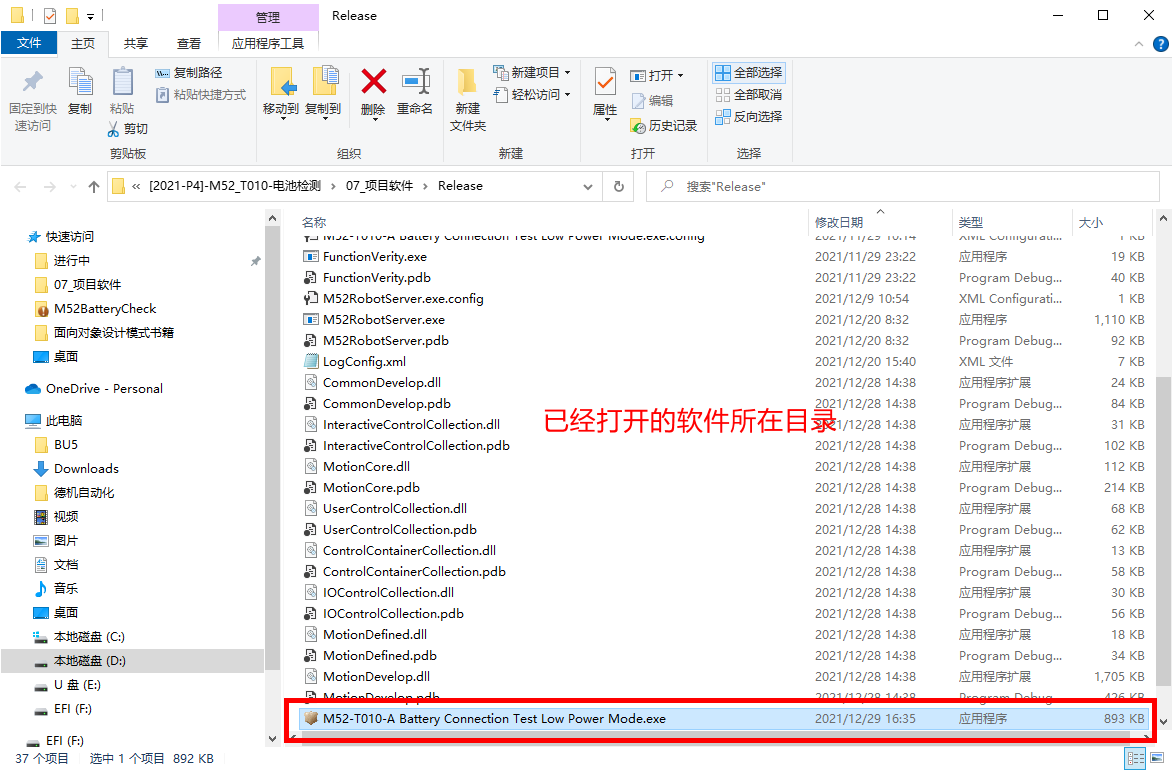 管理
Release
文件
主页
共享
查看
应用程序工具
固定到快
速访问
复制
粘贴
复制路径
粘贴快捷方式
剪切
剪贴板
移动到
复制到
删除
重命名
组织
新建
文件夹
新建项目
轻松访问
新建
属性
打开
编辑
历史记录
打开
全部选择
全部取消
反向选择
选择
« [2021-P4]-M52_T010-电池检测 › 07_项目软件 › Release
搜索"Release"
快速访问
进行中
07_项目软件
M52BatteryCheck
面向对象设计模式书籍
桌面
OneDrive - Personal
此电脑
BU5
Downloads
德机自动化
视频
图片
文档
音乐
桌面
本地磁盘 (C:)
本地磁盘 (D:)
U 盘 (E:)
EFI (F:)
EFI (F:)
名称 修改日期 类型 大小
M52-T010-A Battery Connection Test Low Power Mode.exe.config 2021/11/29 10:14 XML Configurati... 1 KB
FunctionVerity.exe 2021/11/29 23:22 应用程序 19 KB
FunctionVerity.pdb 2021/11/29 23:22 Program Debug... 40 KB
M52RobotServer.exe.config 2021/12/9 10:54 XML Configurati... 1 KB
M52RobotServer.exe 2021/12/20 8:32 应用程序 1,110 KB
M52RobotServer.pdb 2021/12/20 8:32 Program Debug... 92 KB
LogConfig.xml 2021/12/20 15:40 XML 文件 7 KB
CommonDevelop.dll 2021/12/28 14:38 应用程序扩展 24 KB
CommonDevelop.pdb 2021/12/28 14:38 Program Debug... 84 KB
已经打开的软件所在目录
InteractiveControlCollection.dll 2021/12/28 14:38 应用程序扩展 31 KB
InteractiveControlCollection.pdb 2021/12/28 14:38 Program Debug... 102 KB
MotionCore.dll 2021/12/28 14:38 应用程序扩展 112 KB
MotionCore.pdb 2021/12/28 14:38 Program Debug... 214 KB
UserControlCollection.dll 2021/12/28 14:38 应用程序扩展 68 KB
UserControlCollection.pdb 2021/12/28 14:38 Program Debug... 62 KB
ControlContainerCollection.dll 2021/12/28 14:38 应用程序扩展 13 KB
ControlContainerCollection.pdb 2021/12/28 14:38 Program Debug... 58 KB
IOControlCollection.dll 2021/12/28 14:38 应用程序扩展 30 KB
IOControlCollection.pdb 2021/12/28 14:38 Program Debug... 56 KB
MotionDefined.dll 2021/12/28 14:38 应用程序扩展 18 KB
MotionDefined.pdb 2021/12/28 14:38 Program Debug... 34 KB
MotionDevelop.dll 2021/12/28 14:38 应用程序扩展 1,705 KB
MotionDevelop.pdb 2021/12/28 14:38 Program Debug... 426 KB
M52-T010-A Battery Connection Test Low Power Mode.exe 2021/12/29 16:35 应用程序 893 KB
37 个项目 选中 1 个项目 892 KB